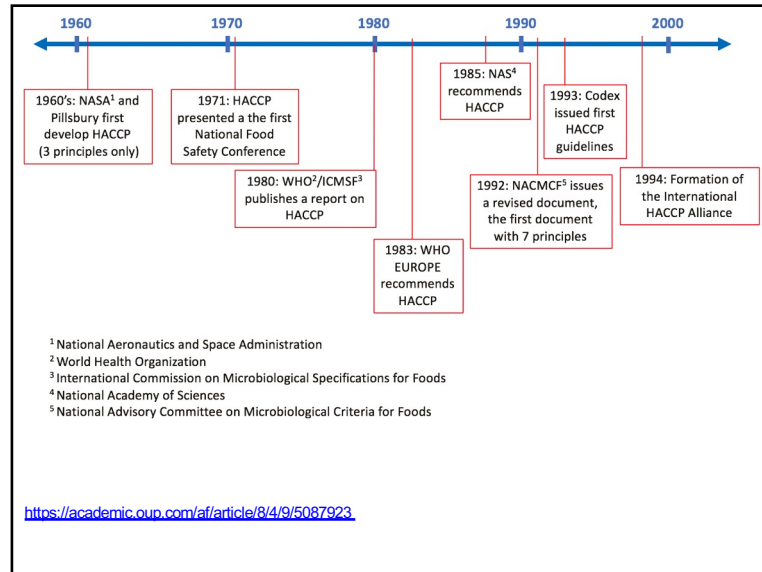 1960
1970
1980
1990
2000
1960's: NASA¹ and
Pillsbury first
develop HACCP
(3 principles only)
1971: HACCP
presented a the first
National Food
Safety Conference
1980: WHO²/ICMSF³
publishes a report on
HACCP
1983: WHO
EUROPE
recommends
HACCP
1985: NAS⁴
recommends
HACCP
1992: NACMCF⁵ issues
a revised document,
the first document
with 7 principles
1993: Codex
issued first
HACCP
guidelines
1994: Formation of
the International
HACCP Alliance
¹ National Aeronautics and Space Administration
² World Health Organization
³ International Commission on Microbiological Specifications for Foods
⁴ National Academy of Sciences
⁵ National Advisory Committee on Microbiological Criteria for Foods
https://academic.oup.com/af/article/8/4/9/5087923